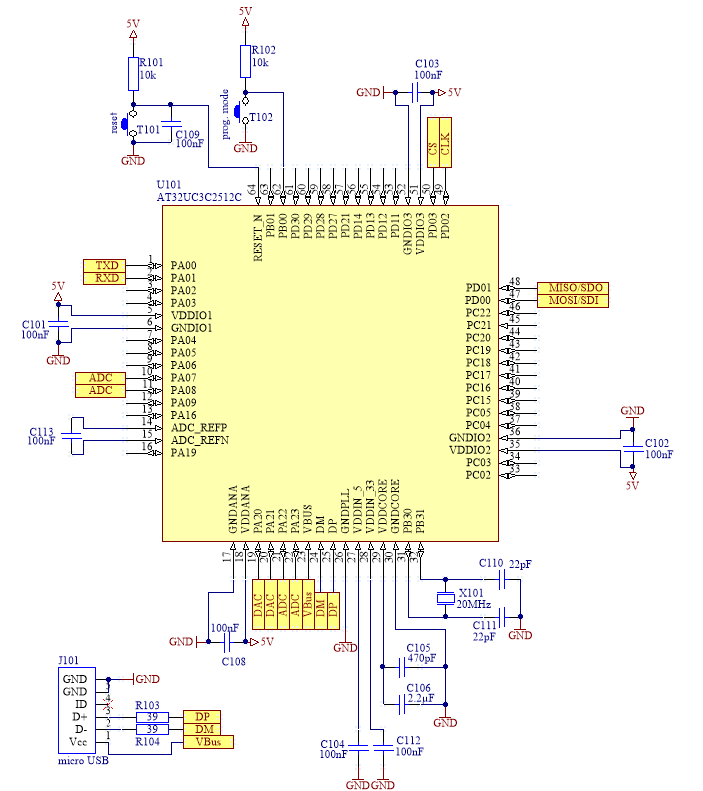 5V
5V
R101
10k
R102
10k
C103
100nF
GND
5V
reset
T101
C109
100nF
prog. mode
T102
GND
GND
CS
CLK
U101
AT32UC3C2512C
64
63
62
61
60
59
58
57
56
55
54
53
52
51
50
49
RESET_N
PB01
PB00
PD30
PD29
PD28
PD27
PD21
PD14
PD13
PD12
PD11
GNDIO3
VDDIO3
PD03
PD02
TXD
1
PA00
RXD
2
PA01
3
PA02
4
PA03
5V
5
VDDIO1
C101
100nF
6
GNDIO1
GND
7
PA04
8
PA05
9
PA06
ADC
10
PA07
ADC
11
PA08
12
PA09
13
PA16
14
ADC_REFP
C113
100nF
15
ADC_REFN
16
PA19
PD01
48
MISO/SDO
PD00
47
MOSI/SDI
PC22
46
PC21
45
PC20
44
PC19
43
PC18
42
PC17
41
PC16
40
PC15
39
PC05
38
PC04
37
GNDIO2
36
VDDIO2
35
PC03
34
PC02
33
GND
C102
100nF
5V
GNDANA
VDDANA
PA20
PA21
PA22
PA23
VBUS
DM
DP
GNDPLL
VDDIN_5
VDDIN_33
VDDCORE
GNDCORE
PB30
PB31
17
18
19
20
21
22
23
24
25
26
27
28
29
30
31
32
DAC
DAC
ADC
ADC
VBus
DM
DP
100nF
GND
5V
C108
GND
C110
22pF
X101
20MHz
C111
22pF
GND
C105
470pF
C106
2.2µF
GND
C104
100nF
C112
100nF
GND
GND
J101
GND
GND
GND
5
ID
4
D+
3
D-
2
Vcc
1
micro USB
R103
39
DP
39
DM
R104
VBus